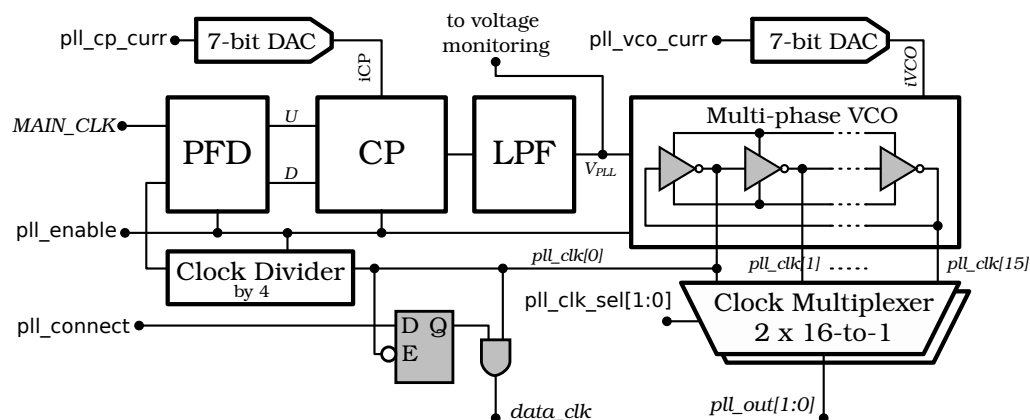 to voltage
monitoring
pll_cp_curr
7-bit DAC
pll_vco_curr
7-bit DAC
iCP
iVCO
MAIN_CLK
PFD
U
D
CP
LPF
VPLL
Multi-phase VCO
pll_enable
Clock Divider
by 4
pll_clk[0]
pll_clk[1]
pll_clk[15]
pll_clk_sel[1:0]
Clock Multiplexer
2 x 16-to-1
pll_connect
D Q
E
data_clk
pll_out[1:0]